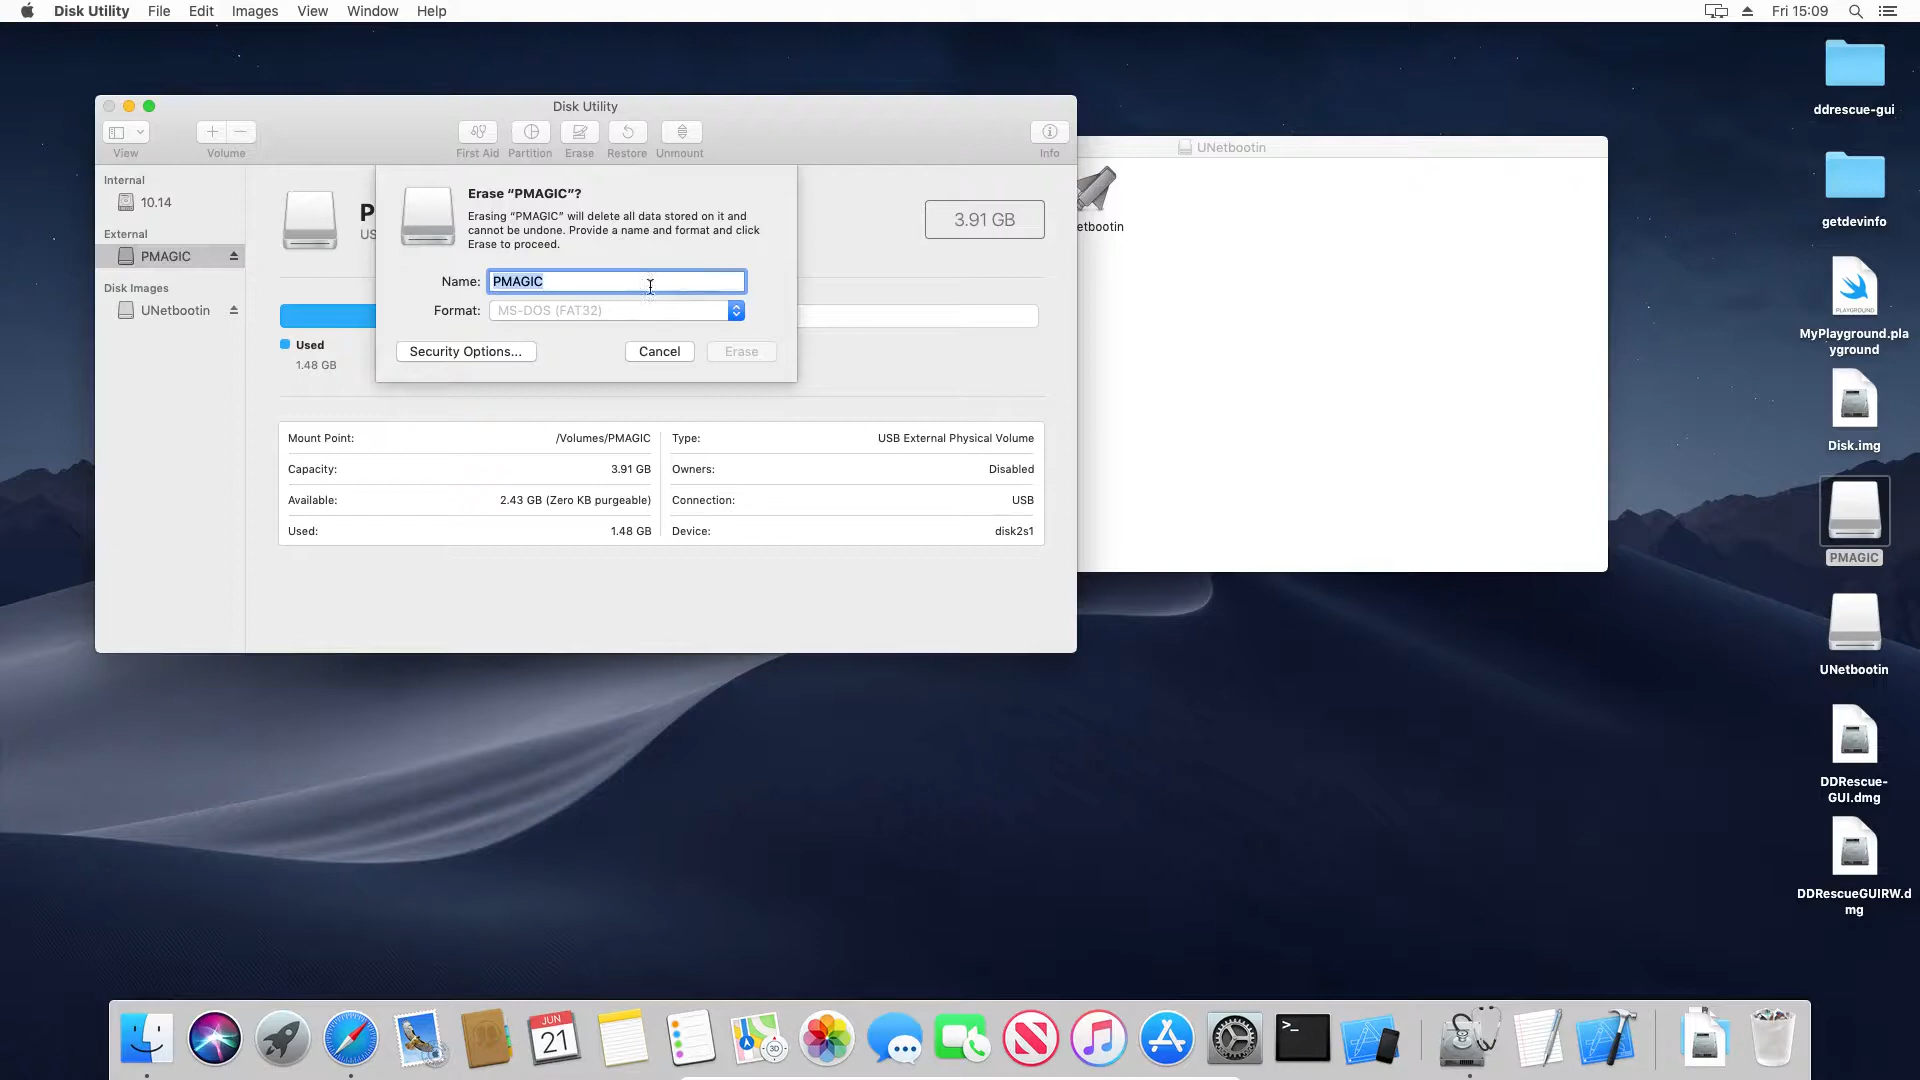 Disk Utility File Edit Images View Window Help Fri 15:09
Disk Utility
View Volume First Aid Partition Erase Restore Unmount Info
UNetbootin
Internal
10.14
External
PMAGIC
Disk Images
UNetbootin
P
US
Erase “PMAGIC”?
Erasing “PMAGIC” will delete all data stored on it and
cannot be undone. Provide a name and format and click
Erase to proceed.
Name: PMAGIC
Format: MS-DOS (FAT32)
Security Options... Cancel Erase
3.91 GB
Used
1.48 GB
Mount Point: /Volumes/PMAGIC Type: USB External Physical Volume
Capacity: 3.91 GB Owners: Disabled
Available: 2.43 GB (Zero KB purgeable) Connection: USB
Used: 1.48 GB Device: disk2s1
etbootin
ddrescue-gui
getdevinfo
PLAYGROUND
MyPlayground.pla
yground
Disk.img
PMAGIC
UNetbootin
DDRescue-
GUI.dmg
DDRescueGUIRW.d
mg
JUN
21
3D
>_